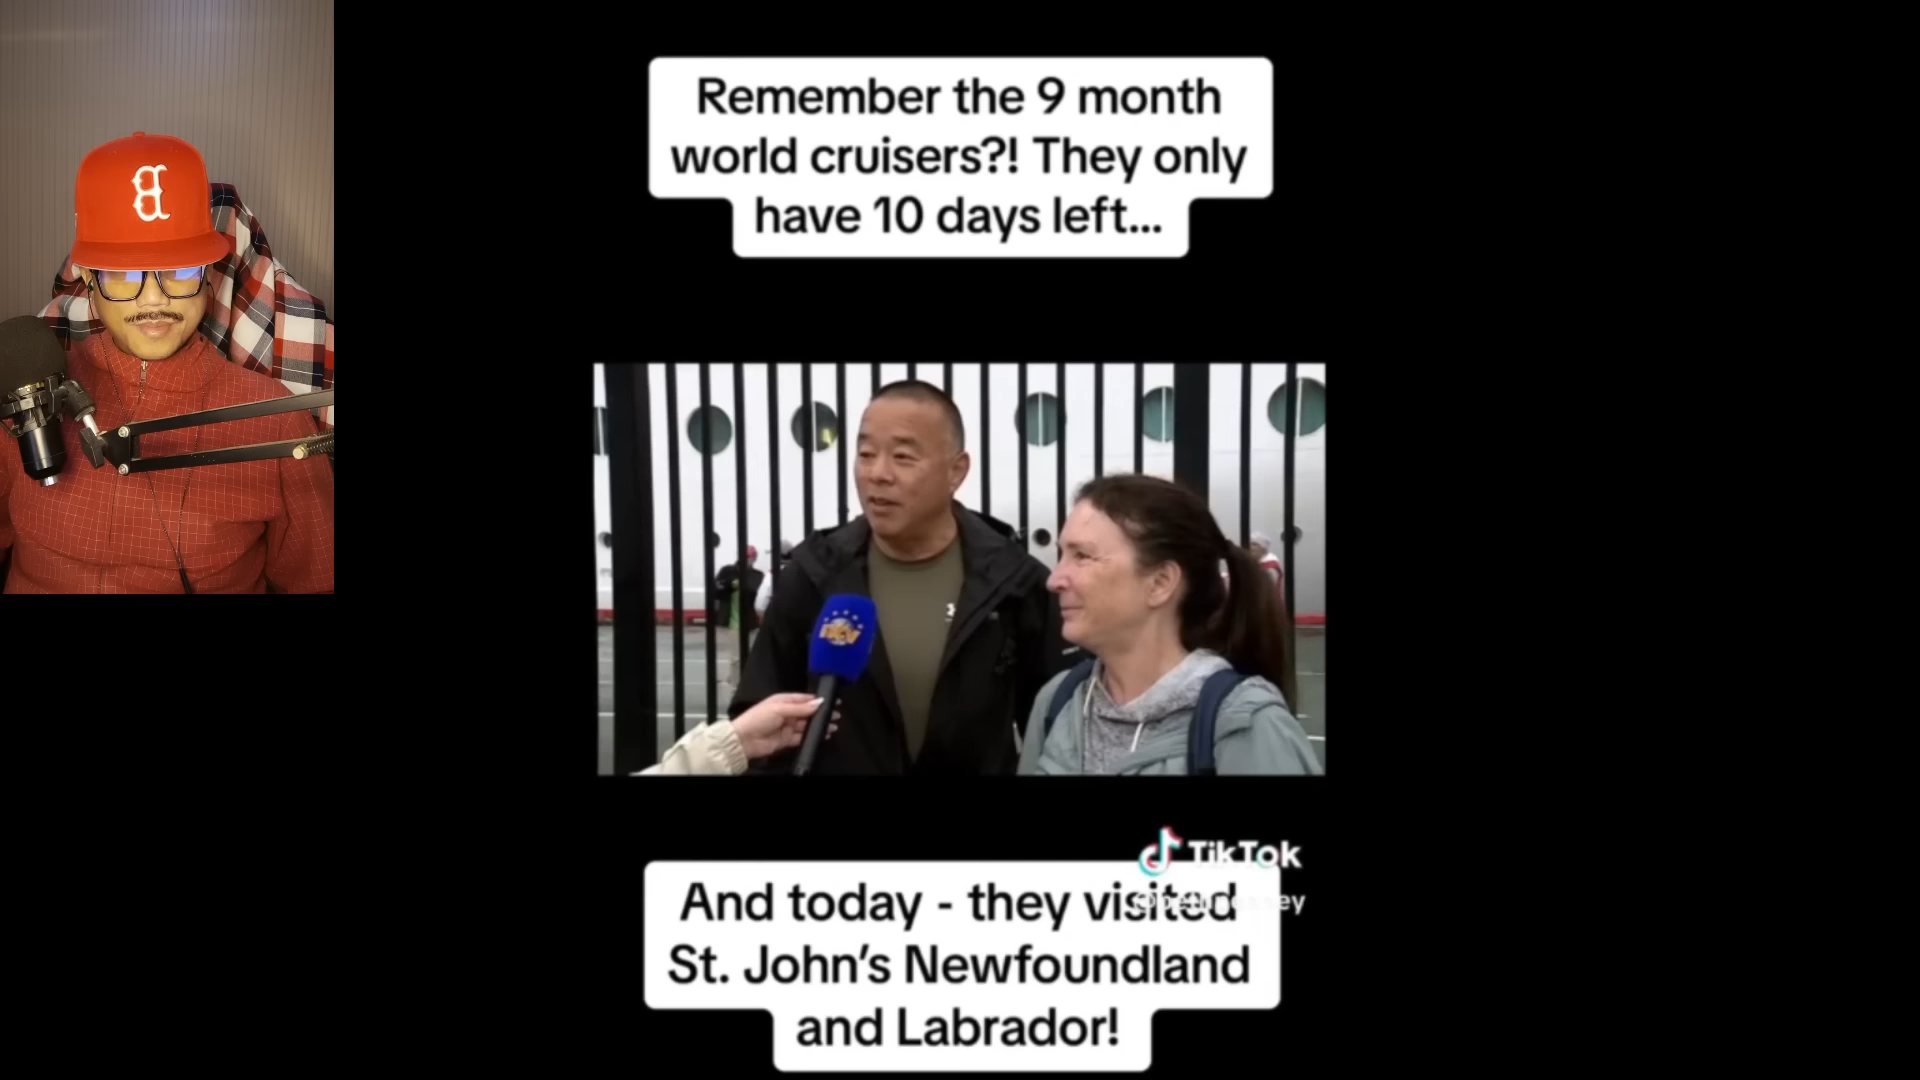 B
Remember the 9 month
world cruisers?! They only
have 10 days left...
NTV
TikTok
And today - they visited
St. John's Newfoundland
and Labrador!